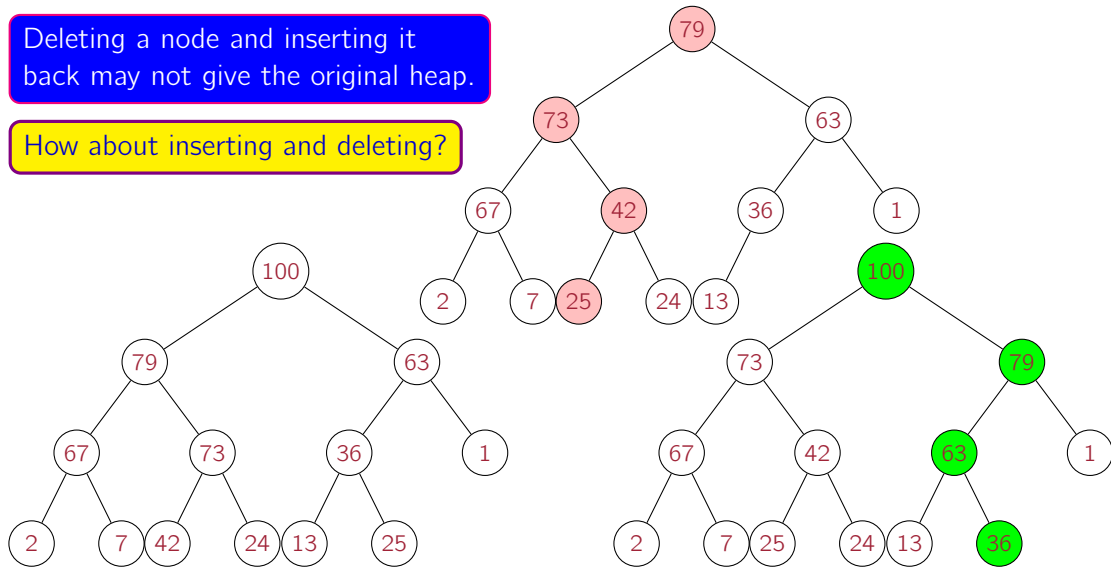 Deleting a node and inserting it
back may not give the original heap.
How about inserting and deleting?
79
73 63
67 42 36 1
2 7 25 24 13
100
79 63
67 73 36 1
2 7 42 24 13 25
100
73 79
67 42 63 1
2 7 25 24 13 36